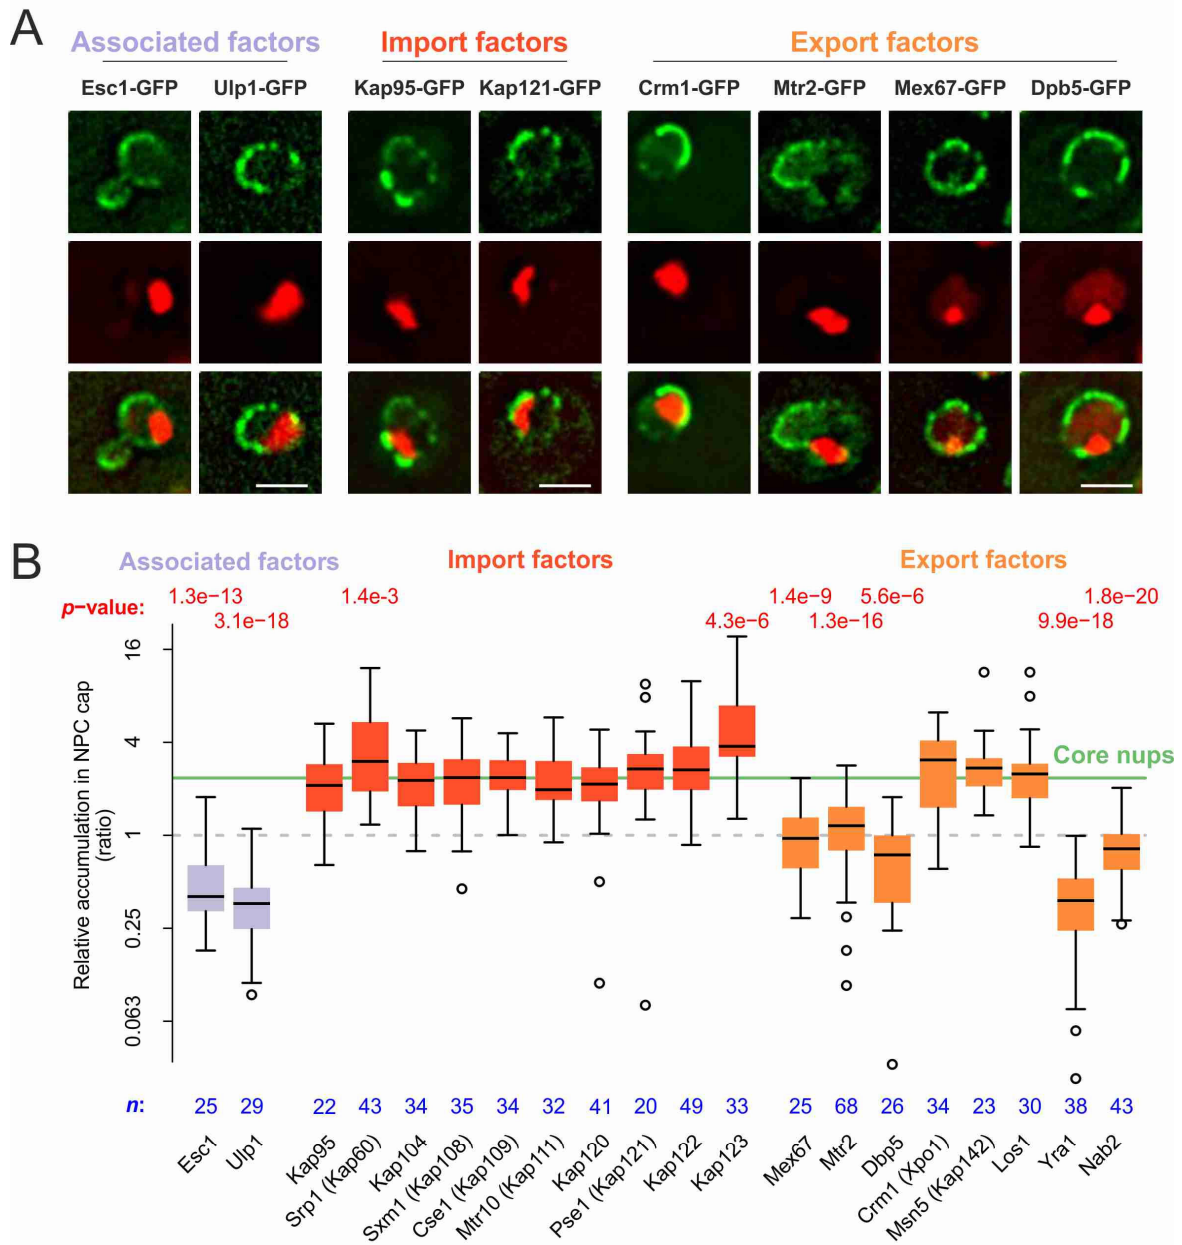 A
Associated factors Import factors Export factors
Esc1-GFP Ulp1-GFP Kap95-GFP Kap121-GFP Crm1-GFP Mtr2-GFP Mex67-GFP Dpb5-GFP
B
Associated factors Import factors Export factors
p-value: 1.3e−13 1.4e-3 1.4e−9 5.6e−6 1.8e−20
3.1e−18 4.3e−6 1.3e−16 9.9e−18
Relative accumulation in NPC cap
(ratio)
16
4
1
0.25
0.063
Core nups
n: 25 29 22 43 34 35 34 32 41 20 49 33 25 68 26 34 23 30 38 43
Esc1
Ulp1
Kap95
Srp1 (Kap60)
Kap104
Sxm1 (Kap108)
Cse1 (Kap109)
Mtr10 (Kap111)
Kap120
Pse1 (Kap121)
Kap122
Kap123
Mex67
Mtr2
Dbp5
Crm1 (Xpo1)
Msn5 (Kap142)
Los1
Yra1
Nab2